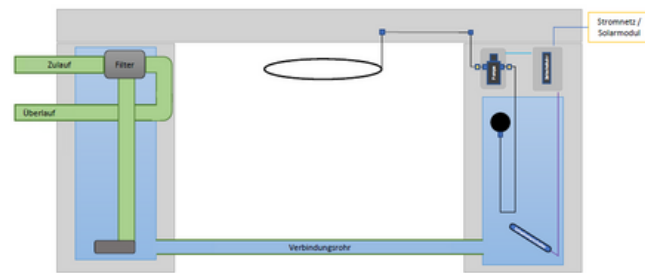 Stromnetz /
Solarmodul
Zulauf
Filter
Überlauf
Verbindungsrohr